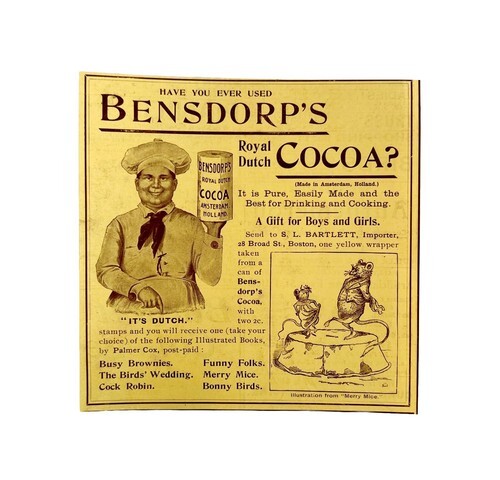 HAVE YOU EVER USED
BENSDORP'S
Royal
Dutch
COCOA?
BENSDORP'S
ROYAL DUTCH
COCOA
AMSTERDAM,
HOLLAND.
(Made in Amsterdam, Holland.)
It is Pure, Easily Made and the
Best for Drinking and Cooking.
A Gift for Boys and Girls.
Send to S. L. BARTLETT, Importer,
28 Broad St., Boston, one yellow wrapper
taken
from a
can of
Bens-
dorp's
Cocoa,
with
two 2c.
"IT'S DUTCH."
stamps and you will receive one (take your
choice) of the following Illustrated Books,
by Palmer Cox, post-paid :
Busy Brownies.
The Birds' Wedding.
Cock Robin.
Funny Folks.
Merry Mice.
Bonny Birds.
Illustration from "Merry Mice."